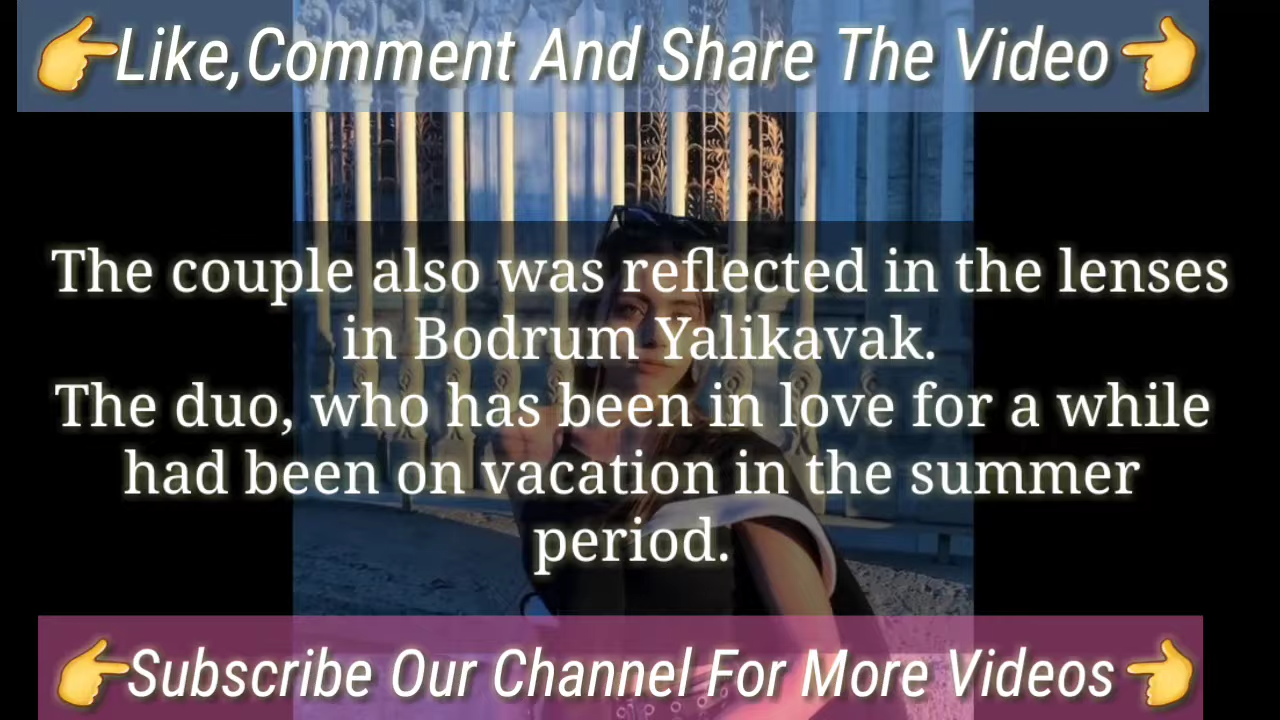 👉Like,Comment And Share The Video👈
The couple also was reflected in the lenses
in Bodrum Yalikavak.
The duo, who has been in love for a while
had been on vacation in the summer
period.
👉Subscribe Our Channel For More Videos👈